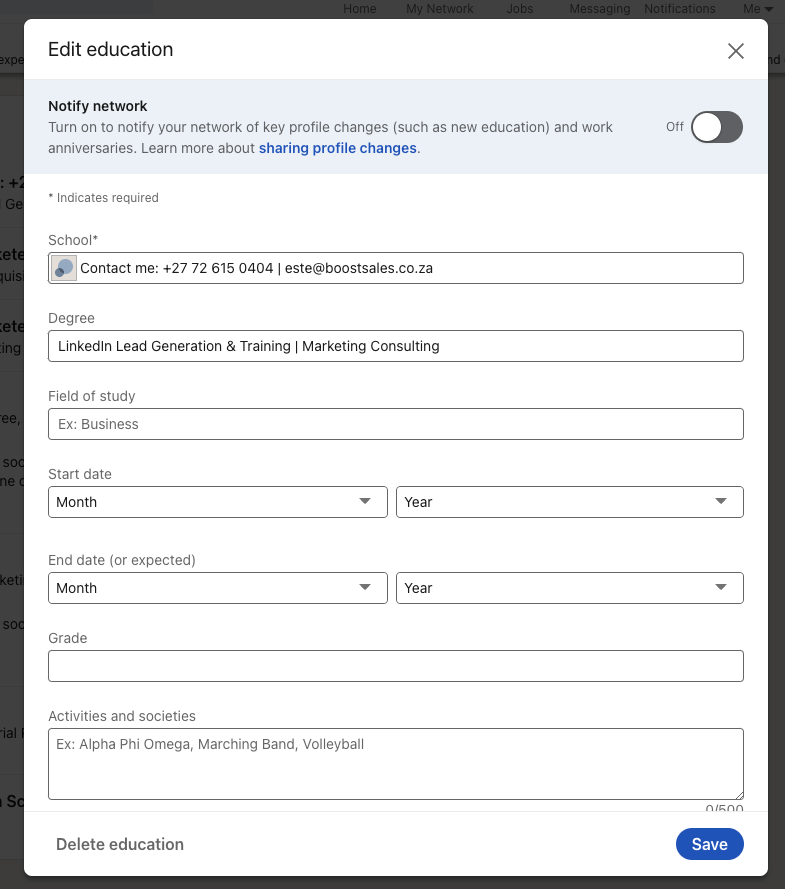 Home My Network Jobs Messaging Notifications Me
Edit education
Notify network
Turn on to notify your network of key profile changes (such as new education) and work
anniversaries. Learn more about sharing profile changes.
Off
* Indicates required
School*
Contact me: +27 72 615 0404 | este@boostsales.co.za
Degree
LinkedIn Lead Generation & Training | Marketing Consulting
Field of study
Ex: Business
Start date
Month Year
End date (or expected)
Month Year
Grade
Activities and societies
Ex: Alpha Phi Omega, Marching Band, Volleyball
0/500
Delete education Save